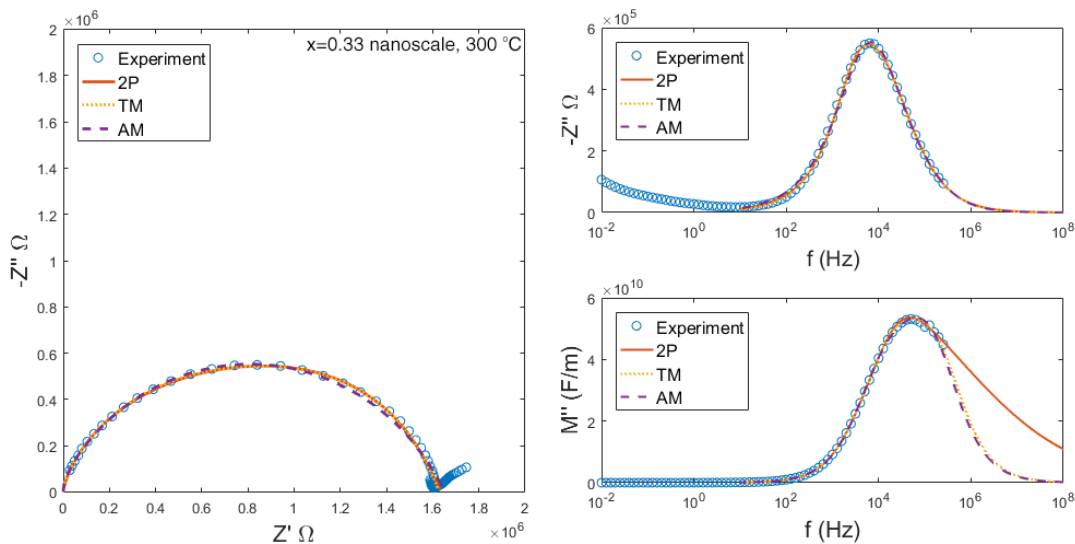 ×10^6
x=0.33 nanoscale, 300 °C
Experiment
2P
TM
AM
2
1.8
1.6
1.4
1.2
1
0.8
0.6
0.4
0.2
0
-Z'' Ω
0 0.2 0.4 0.6 0.8 1 1.2 1.4 1.6 1.8 2
Z' Ω
×10^6
×10^5
6
4
2
0
-Z'' Ω
Experiment
2P
TM
AM
10^-2 10^0 10^2 10^4 10^6 10^8
f (Hz)
×10^10
6
4
2
0
M'' (F/m)
Experiment
2P
TM
AM
10^-2 10^0 10^2 10^4 10^6 10^8
f (Hz)